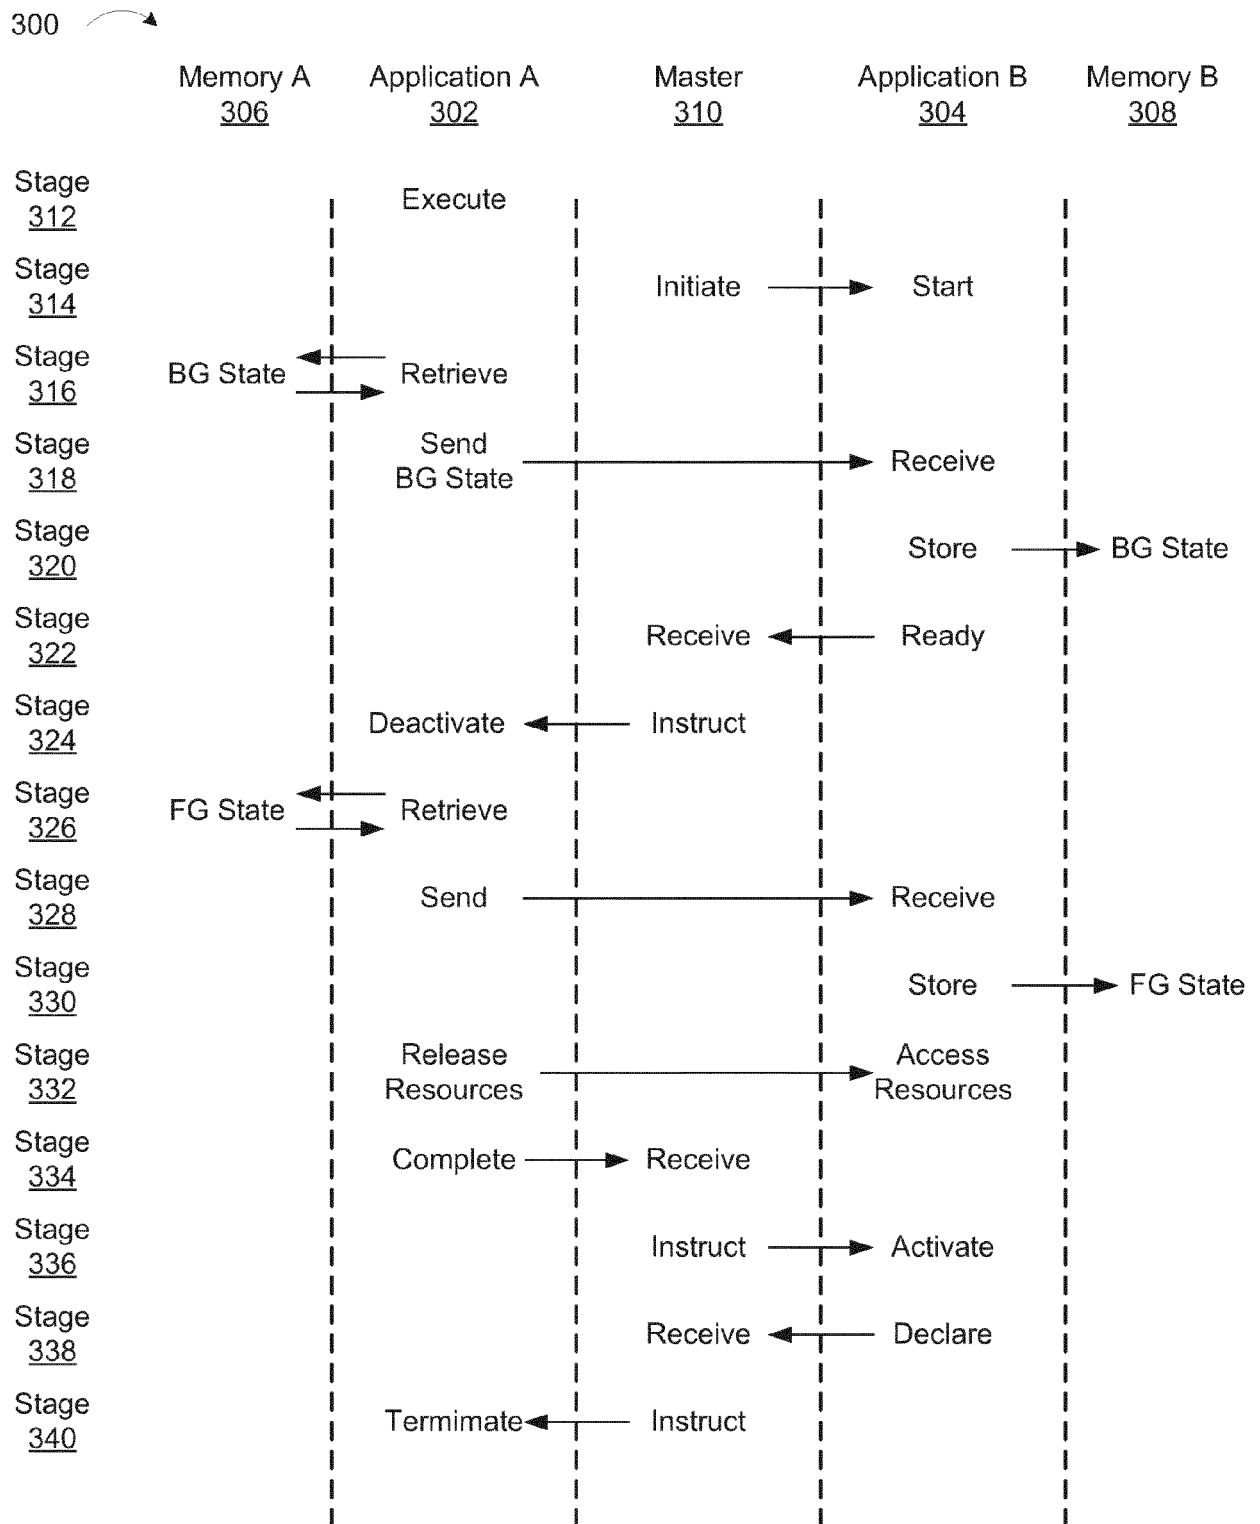 300
Memory A Application A Master Application B Memory B
306 302 310 304 308
Stage
312
Execute
Stage
314
Initiate Start
Stage
316
BG State Retrieve
Stage
318
Send
BG State
Receive
Stage
320
Store BG State
Stage
322
Receive Ready
Stage
324
Deactivate Instruct
Stage
326
FG State Retrieve
Stage
328
Send Receive
Stage
330
Store FG State
Stage
332
Release
Resources
Access
Resources
Stage
334
Complete Receive
Stage
336
Instruct Activate
Stage
338
Receive Declare
Stage
340
Termimate Instruct